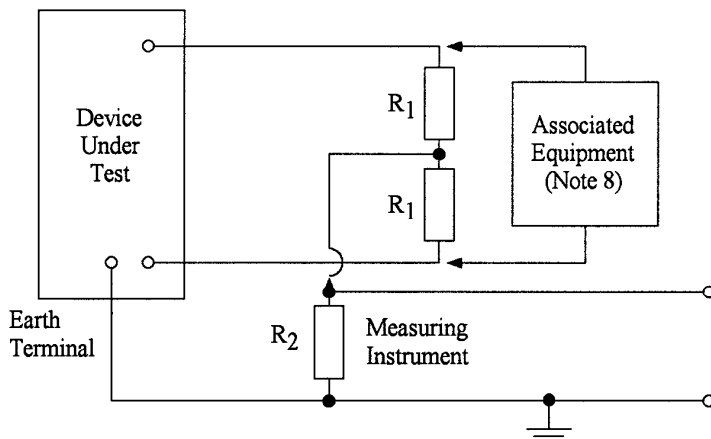 Device
Under
Test
R1
R1
Associated
Equipment
(Note 8)
Earth
Terminal
R2
Measuring
Instrument